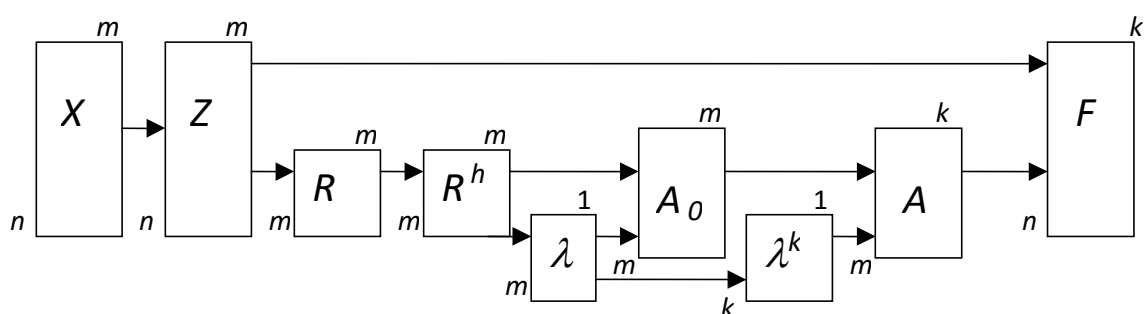 m m k
X Z F
m k
m m
R R^h A_0 A
1 1
n n m m n
λ m λ^k m
m k